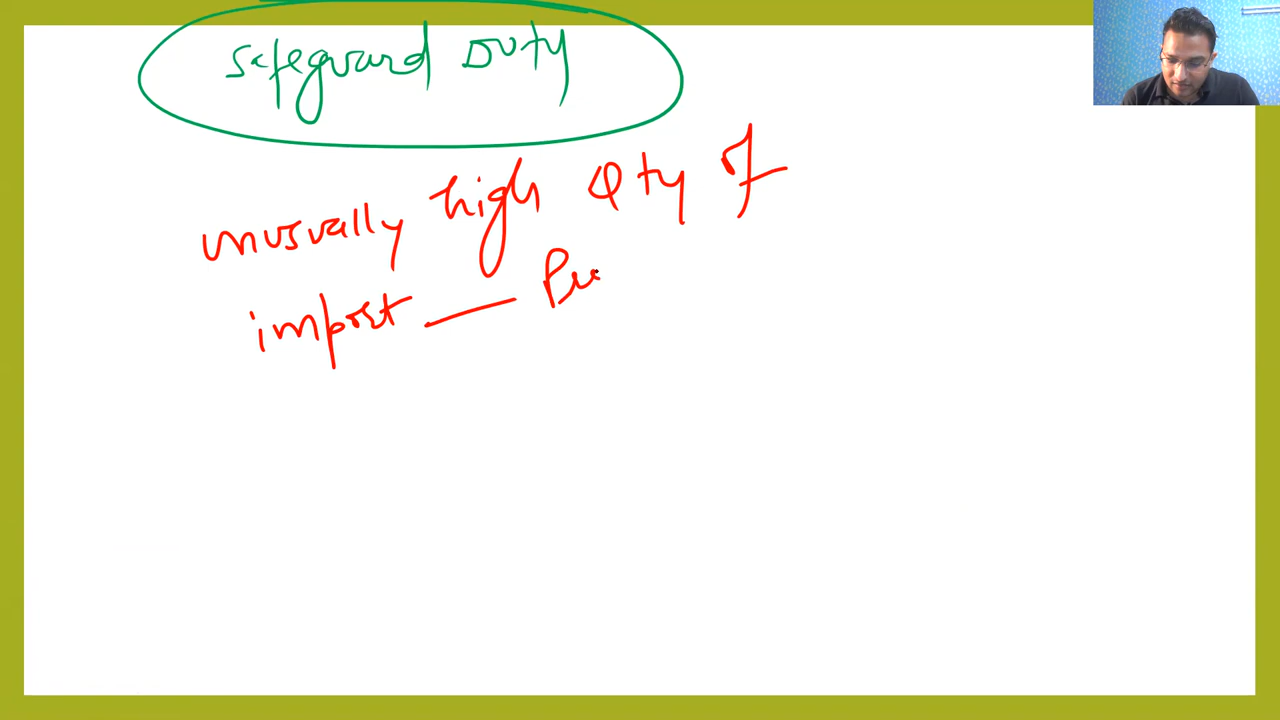 safeguard Duty
unusually high Qty of
import —